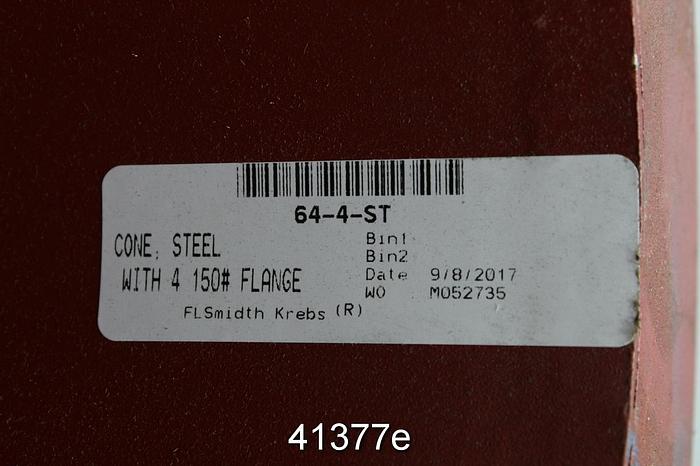 64-4-ST
CONE, STEEL
WITH 4 150# FLANGE
Bin1
Bin2
Date 9/8/2017
WO M052735
FLSmidth Krebs (R)
41377e